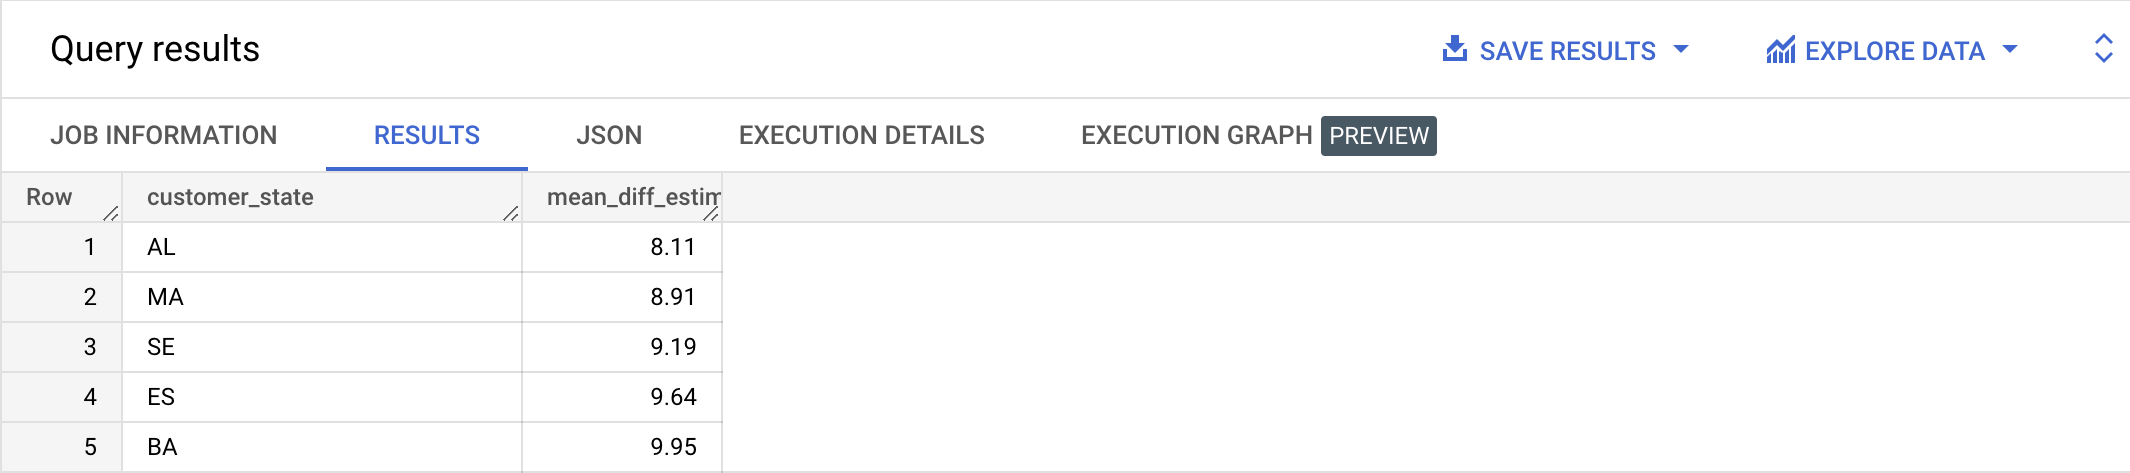 Query results
SAVE RESULTS
EXPLORE DATA
JOB INFORMATION RESULTS JSON EXECUTION DETAILS EXECUTION GRAPH PREVIEW
Row customer_state mean_diff_estim
1 AL 8.11
2 MA 8.91
3 SE 9.19
4 ES 9.64
5 BA 9.95